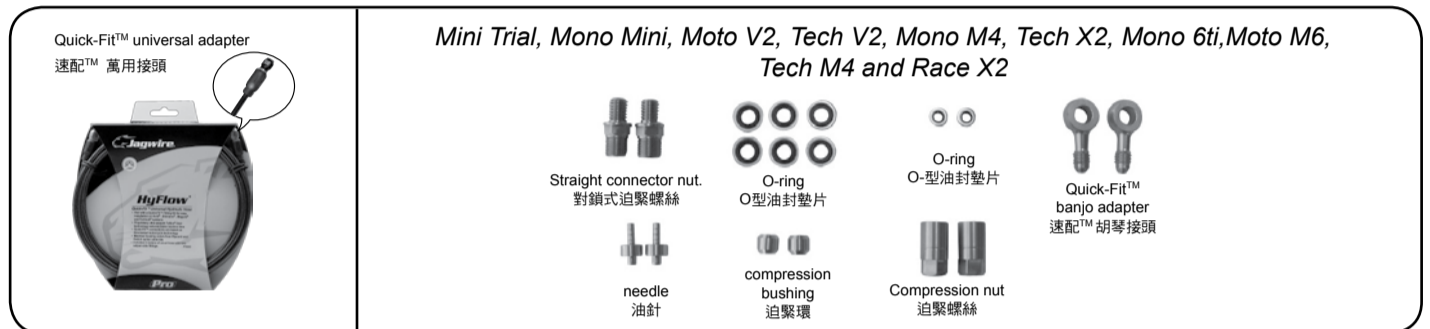 Quick-Fit™ universal adapter
速配™ 萬用接頭
Jagwire
HyFlow
Pro
Mini Trial, Mono Mini, Moto V2, Tech V2, Mono M4, Tech X2, Mono 6ti,Moto M6,
Tech M4 and Race X2
Straight connector nut.
對鎖式迫緊螺絲
O-ring
O型油封墊片
O-ring
O-型油封墊片
Quick-Fit™
banjo adapter
速配™ 胡琴接頭
needle
油針
compression
bushing
迫緊環
Compression nut
迫緊螺絲